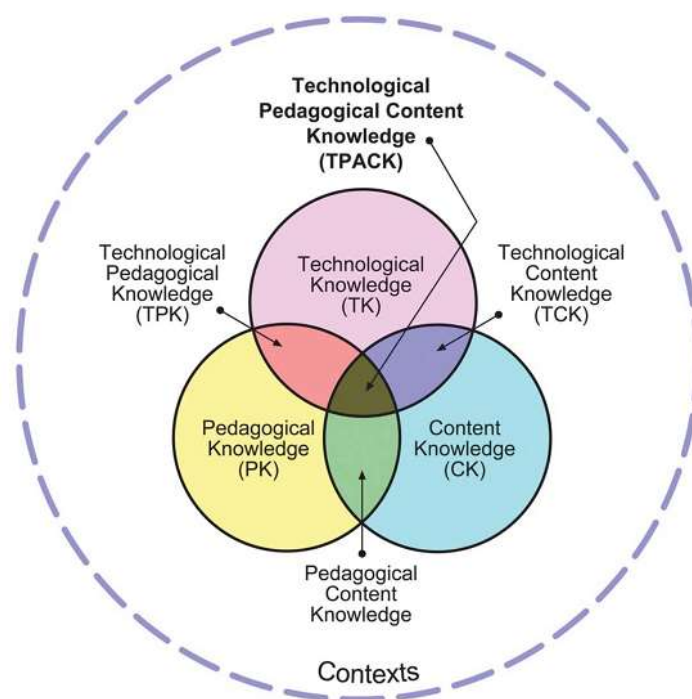 Technological
Pedagogical Content
Knowledge
(TPACK)
Technological
Pedagogical
Knowledge
(TPK)
Technological
Knowledge
(TK)
Technological
Content
Knowledge
(TCK)
Pedagogical
Knowledge
(PK)
Content
Knowledge
(CK)
Pedagogical
Content
Knowledge
Contexts